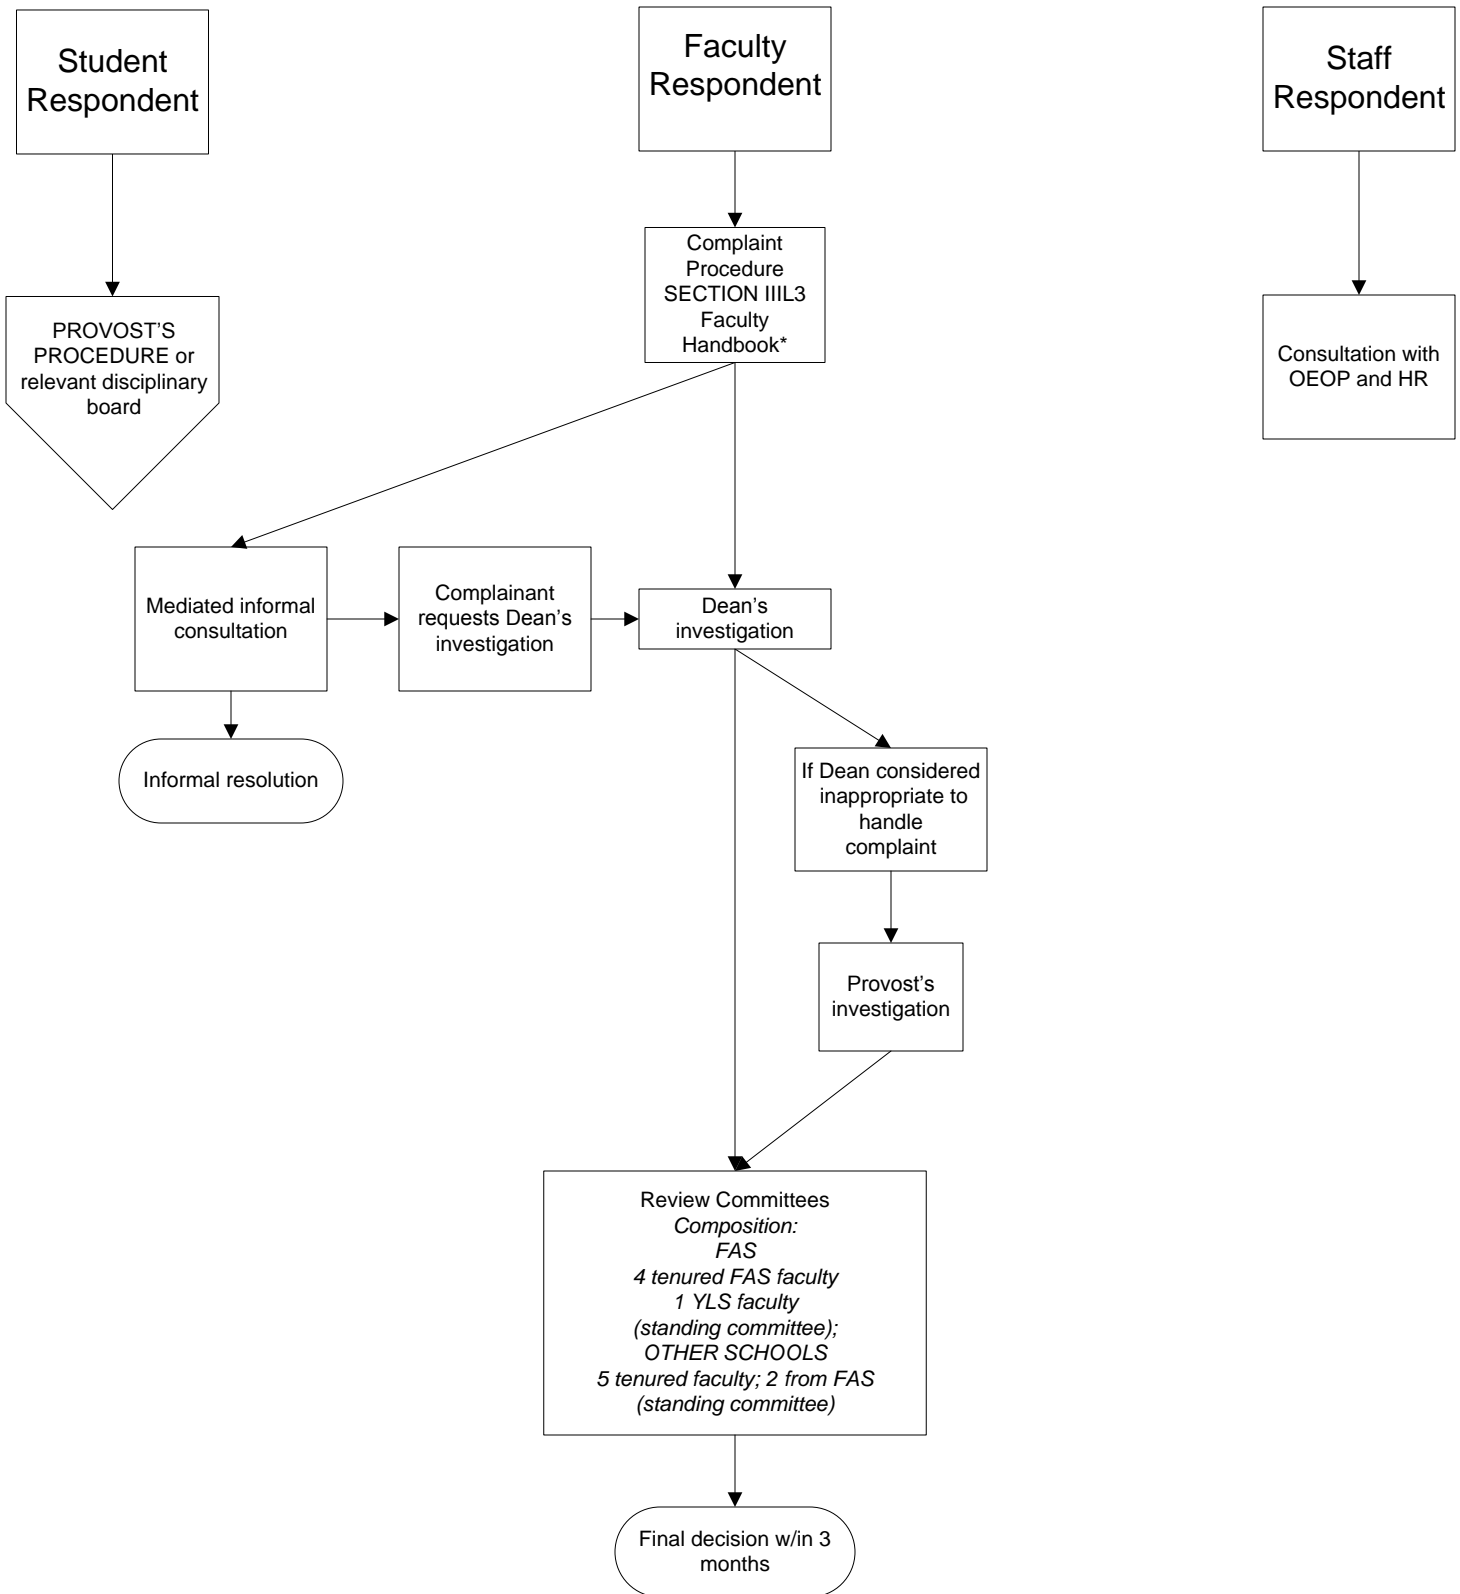 Student
Respondent
Faculty
Respondent
Staff
Respondent
Complaint
Procedure
SECTION IIIL3
Faculty
Handbook*
PROVOST’S
PROCEDURE or
relevant disciplinary
board
Consultation with
OEOP and HR
Mediated informal
consultation
Complainant
requests Dean’s
investigation
Dean’s
investigation
Informal resolution
If Dean considered
inappropriate to
handle
complaint
Provost’s
investigation
Review Committees
Composition:
FAS
4 tenured FAS faculty
1 YLS faculty
(standing committee);
OTHER SCHOOLS
5 tenured faculty; 2 from FAS
(standing committee)
Final decision w/in 3
months